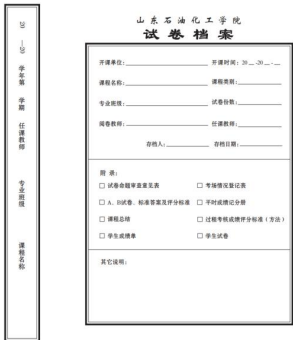 20 —20 学年第 学期 任课教师 专业班级 课程名称
山东石油化工学院
试卷档案
开课单位: 开课时间: 20__-20__-__
课程名称: 课程类别:
专业班级: 试卷份数:
阅卷教师: 任课教师:
存档人: 存档日期:
附 录:
□ 试卷命题审查意见表 □ 考场情况登记表
□ A、B试卷、标准答案及评分标准 □ 平时成绩记分册
□ 课程总结 □ 过程考核成绩评分标准（方法）
□ 学生成绩单 □ 学生试卷
其它说明: